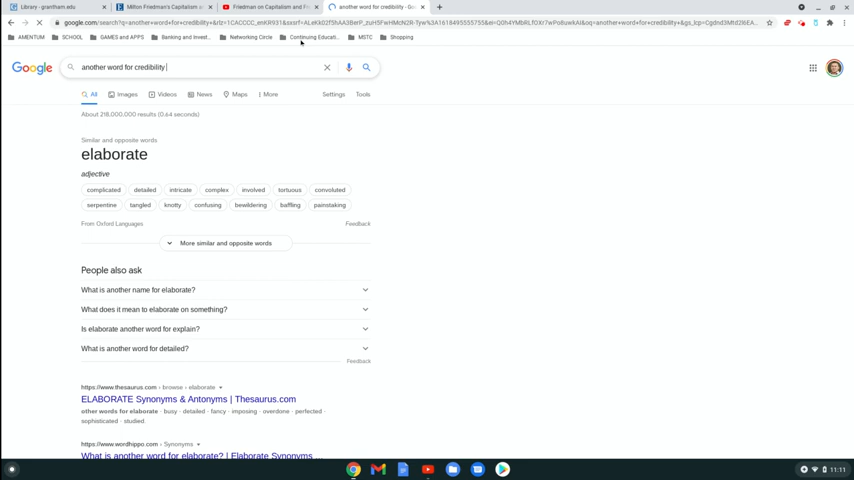 Library - grantham.edu
Milton Friedman's Capitalism a
Friedman on Capitalism and Fr
another word for credibility - Goo
google.com/search?q=another+word+for+credibility+&rlz=1CACCCC_enKR931&sxsrf=
AMENTUM
SCHOOL
GAMES and APPS
Banking and Invest...
Networking Circle
Continuing Educati...
MSTC
Shopping
Google
another word for credibility
All
Images
Videos
News
Maps
More
Settings
Tools
About 218,000,000 results (0.64 seconds)
Similar and opposite words
elaborate
adjective
complicated detailed intricate complex involved tortuous convoluted
serpentine tangled knotty confusing bewildering baffling painstaking
From Oxford Languages
Feedback
More similar and opposite words
People also ask
What is another name for elaborate?
What does it mean to elaborate on something?
Is elaborate another word for explain?
What is another word for detailed?
Feedback
https://www.thesaurus.com › browse › elaborate
ELABORATE Synonyms & Antonyms | Thesaurus.com
other words for elaborate · busy · detailed · fancy · imposing · overdone · perfected ·
sophisticated · studied.
https://www.wordhippo.com › Synonyms
What is another word for elaborate? | Elaborate Synonyms ...
11:11